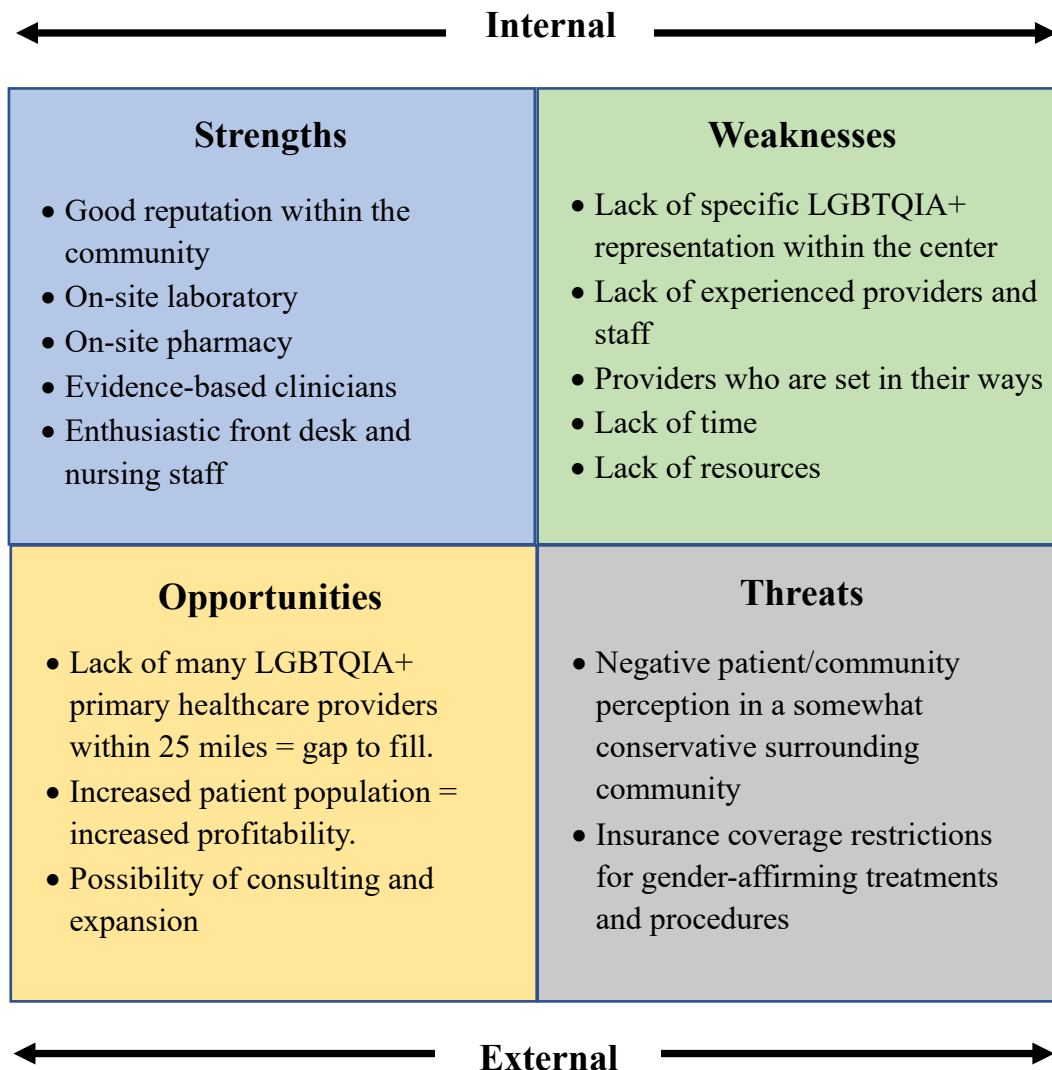 Internal
Strengths
• Good reputation within the
community
• On-site laboratory
• On-site pharmacy
• Evidence-based clinicians
• Enthusiastic front desk and
nursing staff
Weaknesses
• Lack of specific LGBTQIA+
representation within the center
• Lack of experienced providers and
staff
• Providers who are set in their ways
• Lack of time
• Lack of resources
Opportunities
• Lack of many LGBTQIA+
primary healthcare providers
within 25 miles = gap to fill.
• Increased patient population =
increased profitability.
• Possibility of consulting and
expansion
Threats
• Negative patient/community
perception in a somewhat
conservative surrounding
community
• Insurance coverage restrictions
for gender-affirming treatments
and procedures
External